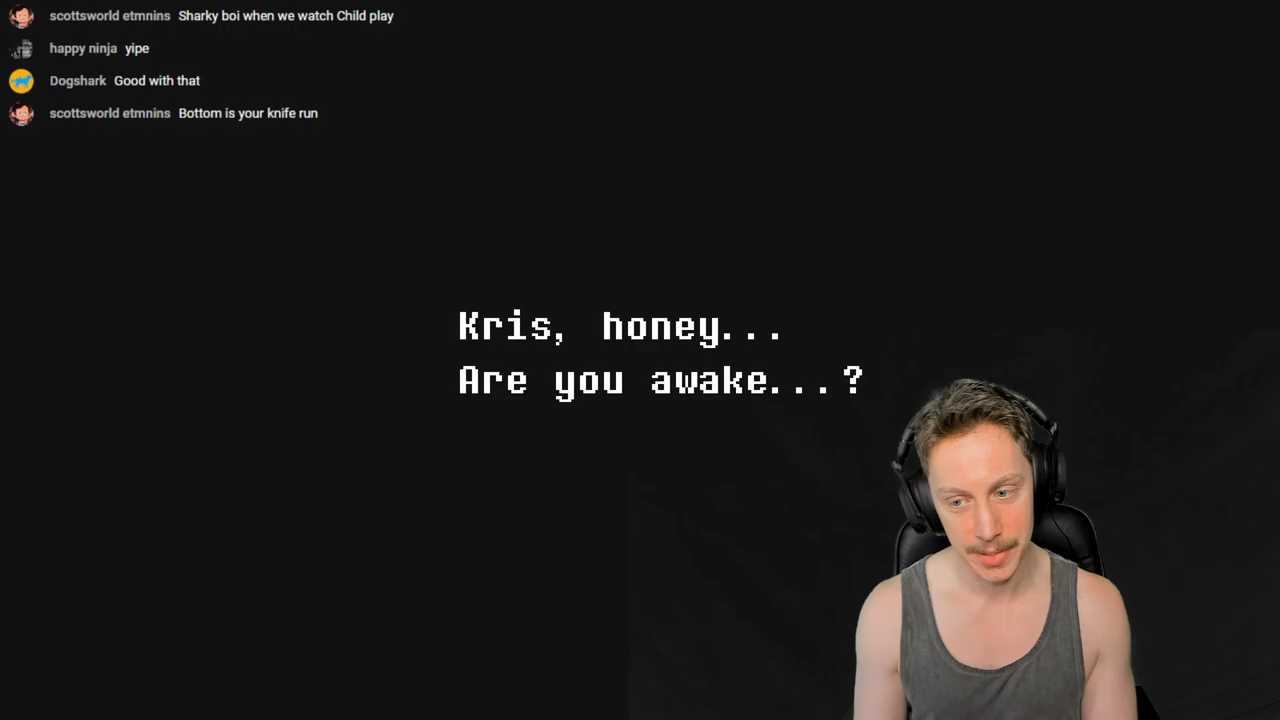 scottsworld etmnins Sharky boi when we watch Child play
happy ninja yipe
Dogshark Good with that
scottsworld etmnins Bottom is your knife run
Kris, honey...
Are you awake...?